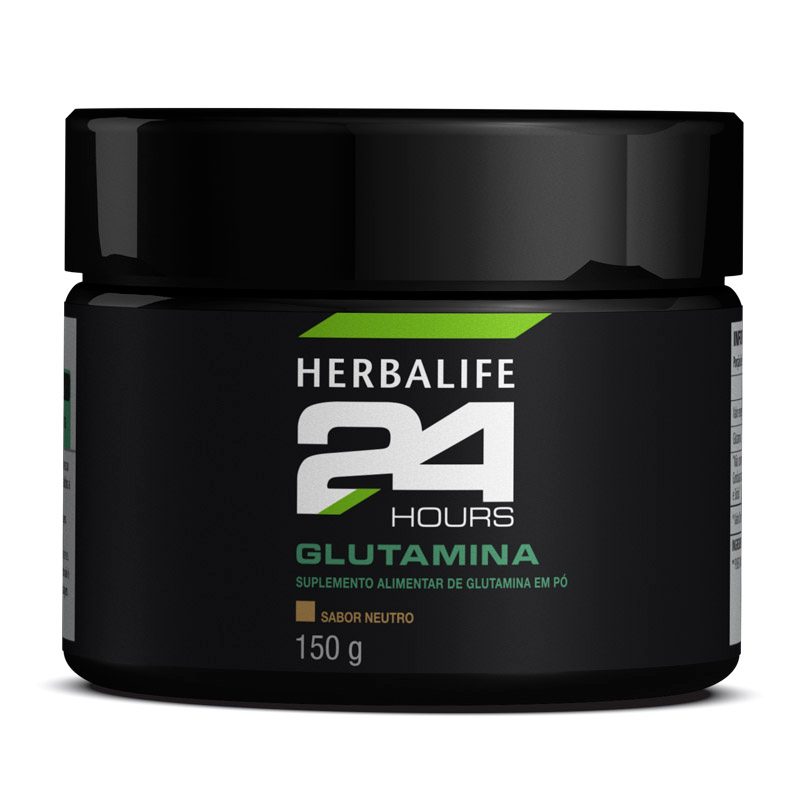 HERBALIFE
24
HOURS
GLUTAMINA
SUPLEMENTO ALIMENTAR DE GLUTAMINA EM PÓ
SABOR NEUTRO
150 g